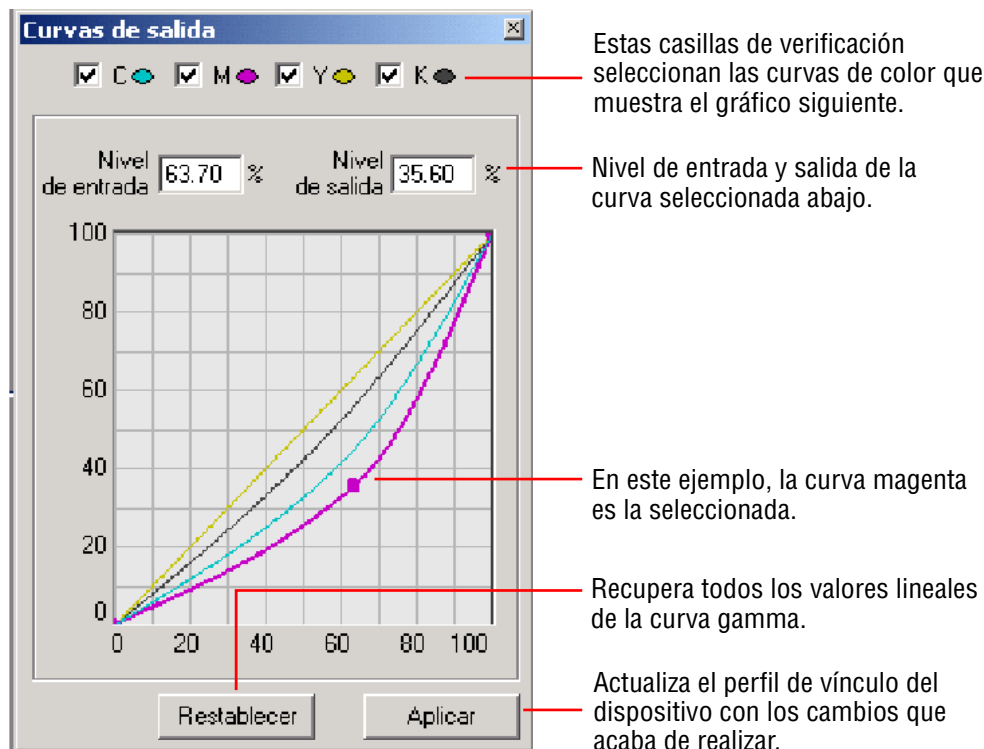 Curvas de salida
C M Y K
Estas casillas de verificación
seleccionan las curvas de color que
muestra el gráfico siguiente.
Nivel de entrada 63.70 % Nivel de salida 35.60 %
Nivel de entrada y salida de la
curva seleccionada abajo.
100
80
60
40
20
0
0 20 40 60 80 100
En este ejemplo, la curva magenta
es la seleccionada.
Recupera todos los valores lineales
de la curva gamma.
Restablecer Aplicar
Actualiza el perfil de vínculo del
dispositivo con los cambios que
acaba de realizar.